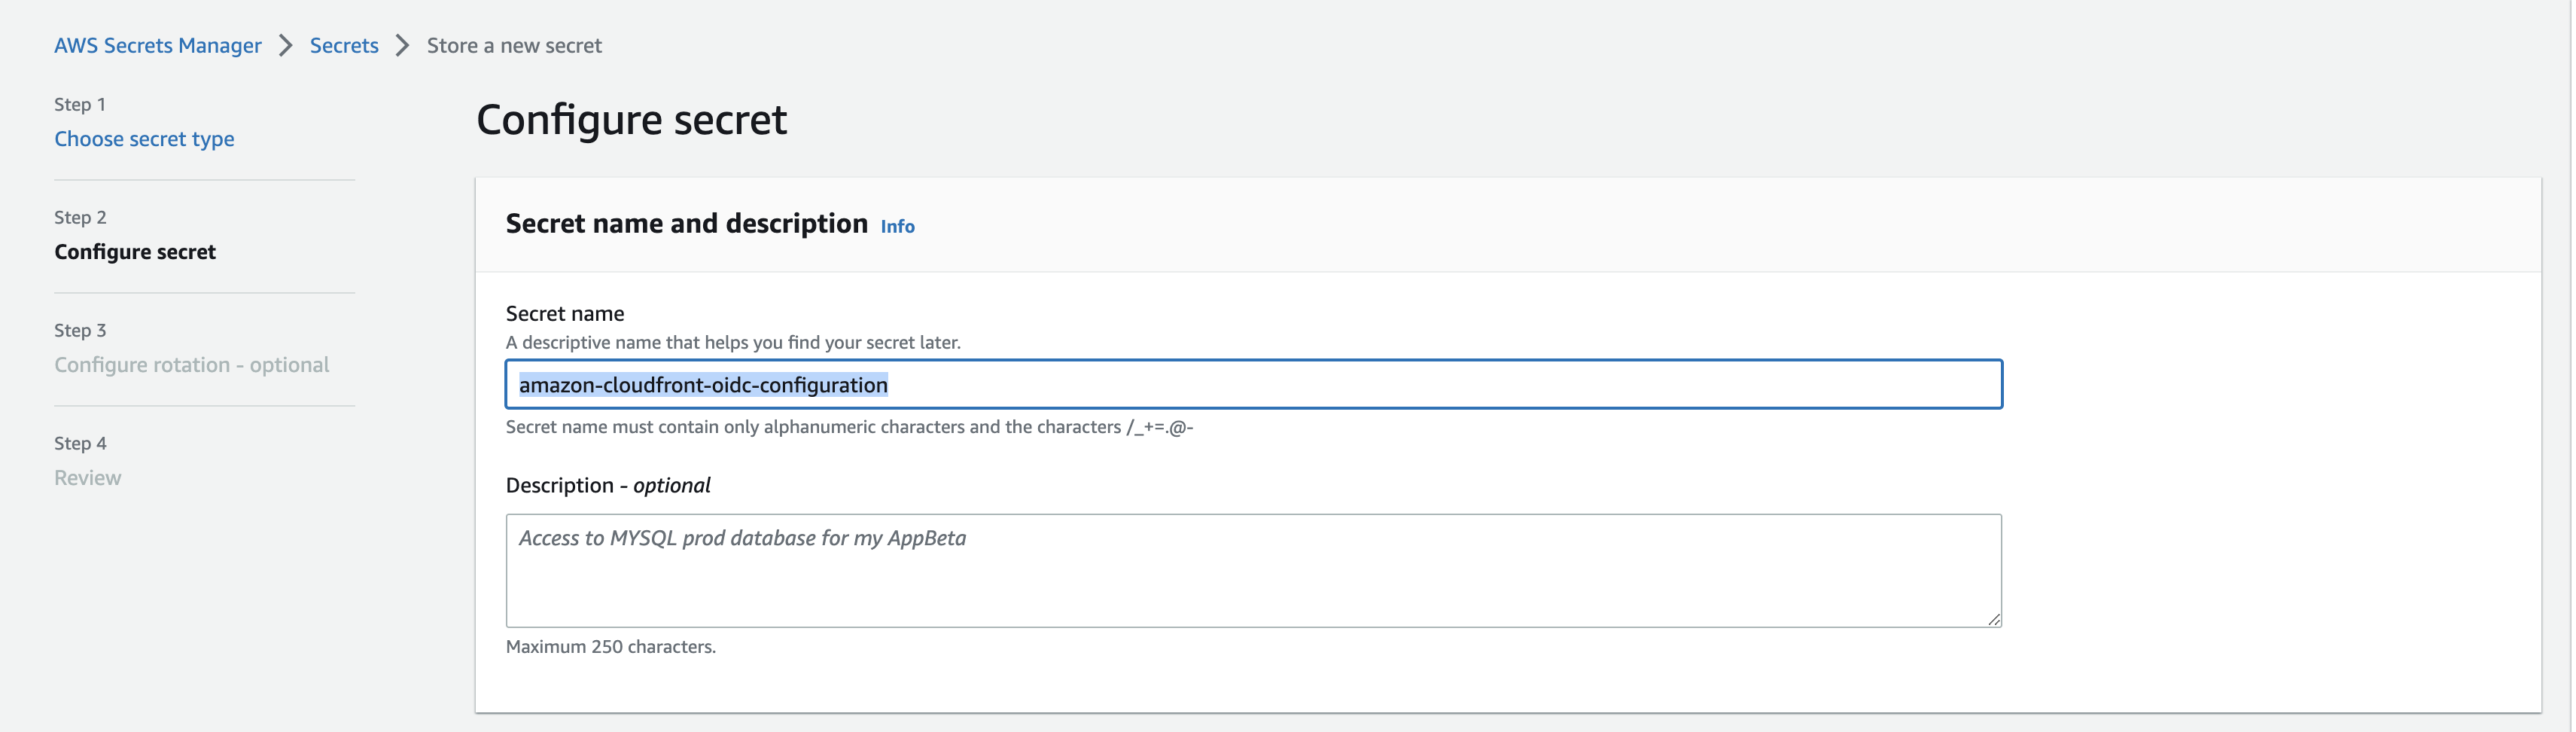 AWS Secrets Manager > Secrets > Store a new secret
Step 1
Choose secret type
Step 2
Configure secret
Step 3
Configure rotation - optional
Step 4
Review
Configure secret
Secret name and description Info
Secret name
A descriptive name that helps you find your secret later.
amazon-cloudfront-oidc-configuration
Secret name must contain only alphanumeric characters and the characters /_+=.@-
Description - optional
Access to MYSQL prod database for my AppBeta
Maximum 250 characters.